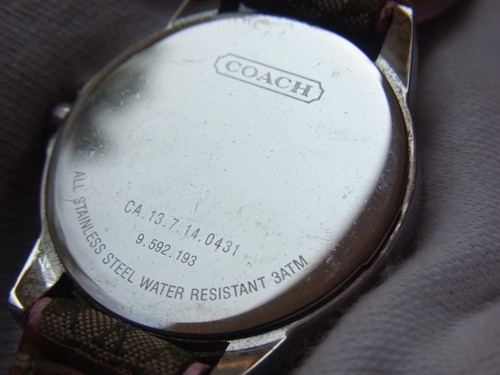 COACH
CA.13.7.14.0431
9.592.193
ALL STAINLESS STEEL WATER RESISTANT 3ATM